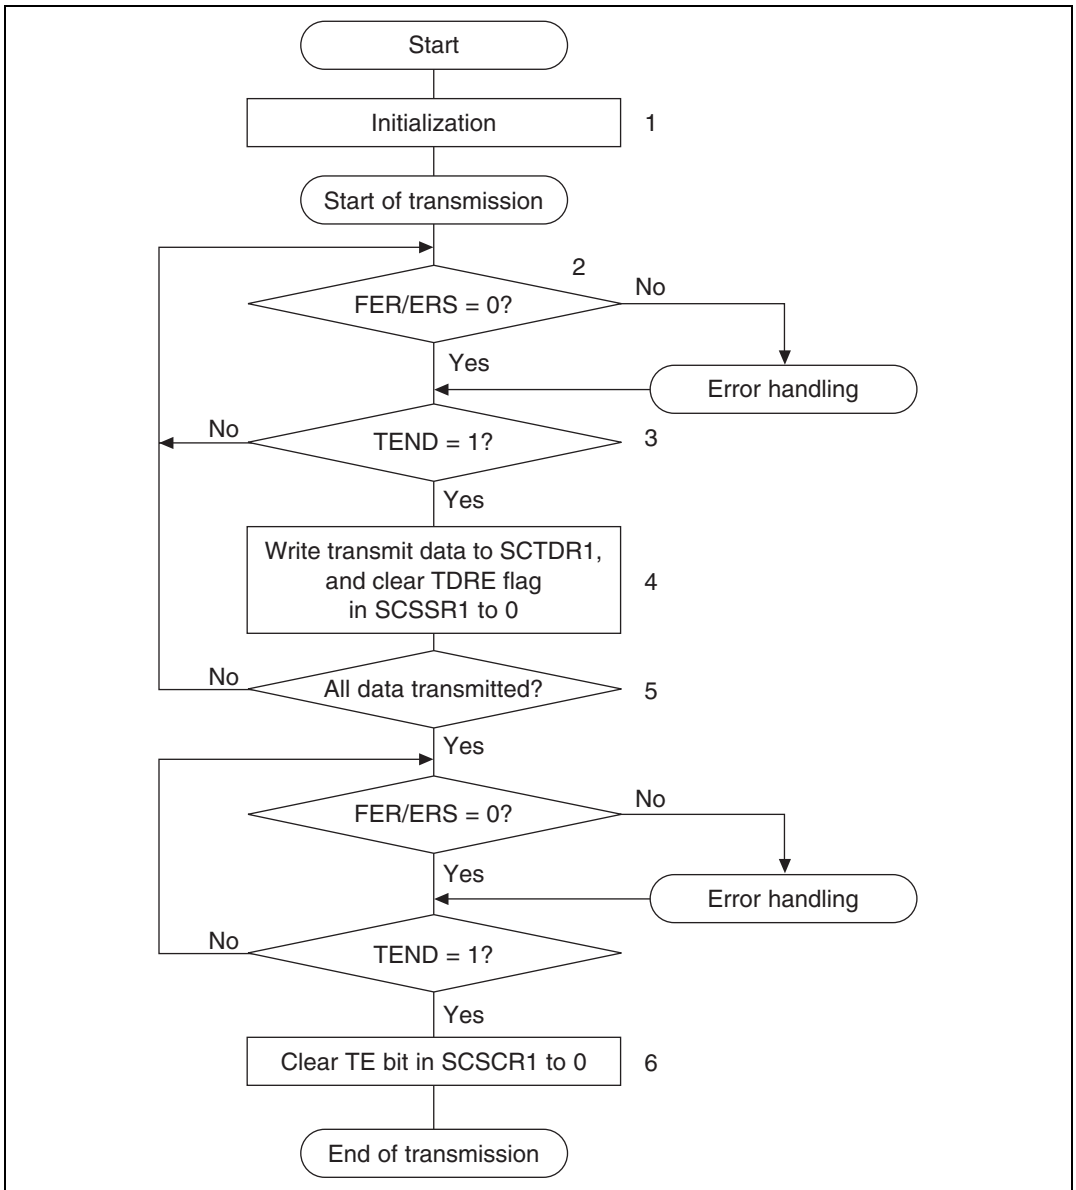 Start
Initialization
1
Start of transmission
2
FER/ERS = 0?
No
Yes
Error handling
No
TEND = 1?
3
Yes
Write transmit data to SCTDR1,
and clear TDRE flag
in SCSSR1 to 0
4
No
All data transmitted?
5
Yes
FER/ERS = 0?
No
Yes
Error handling
No
TEND = 1?
Yes
Clear TE bit in SCSCR1 to 0
6
End of transmission